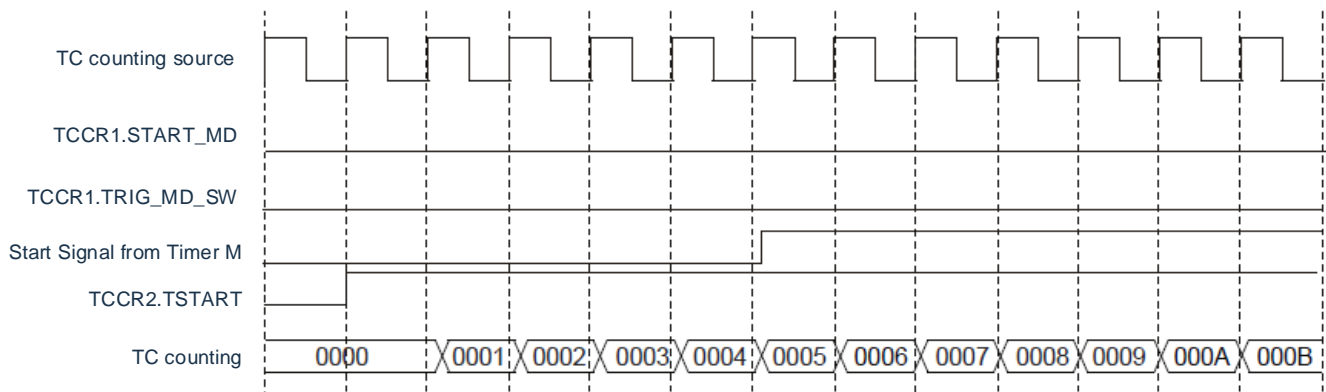 TC counting source
TCCR1.START_MD
TCCR1.TRIG_MD_SW
Start Signal from Timer M
TCCR2.TSTART
TC counting 0000 0001 0002 0003 0004 0005 0006 0007 0008 0009 000A 000B